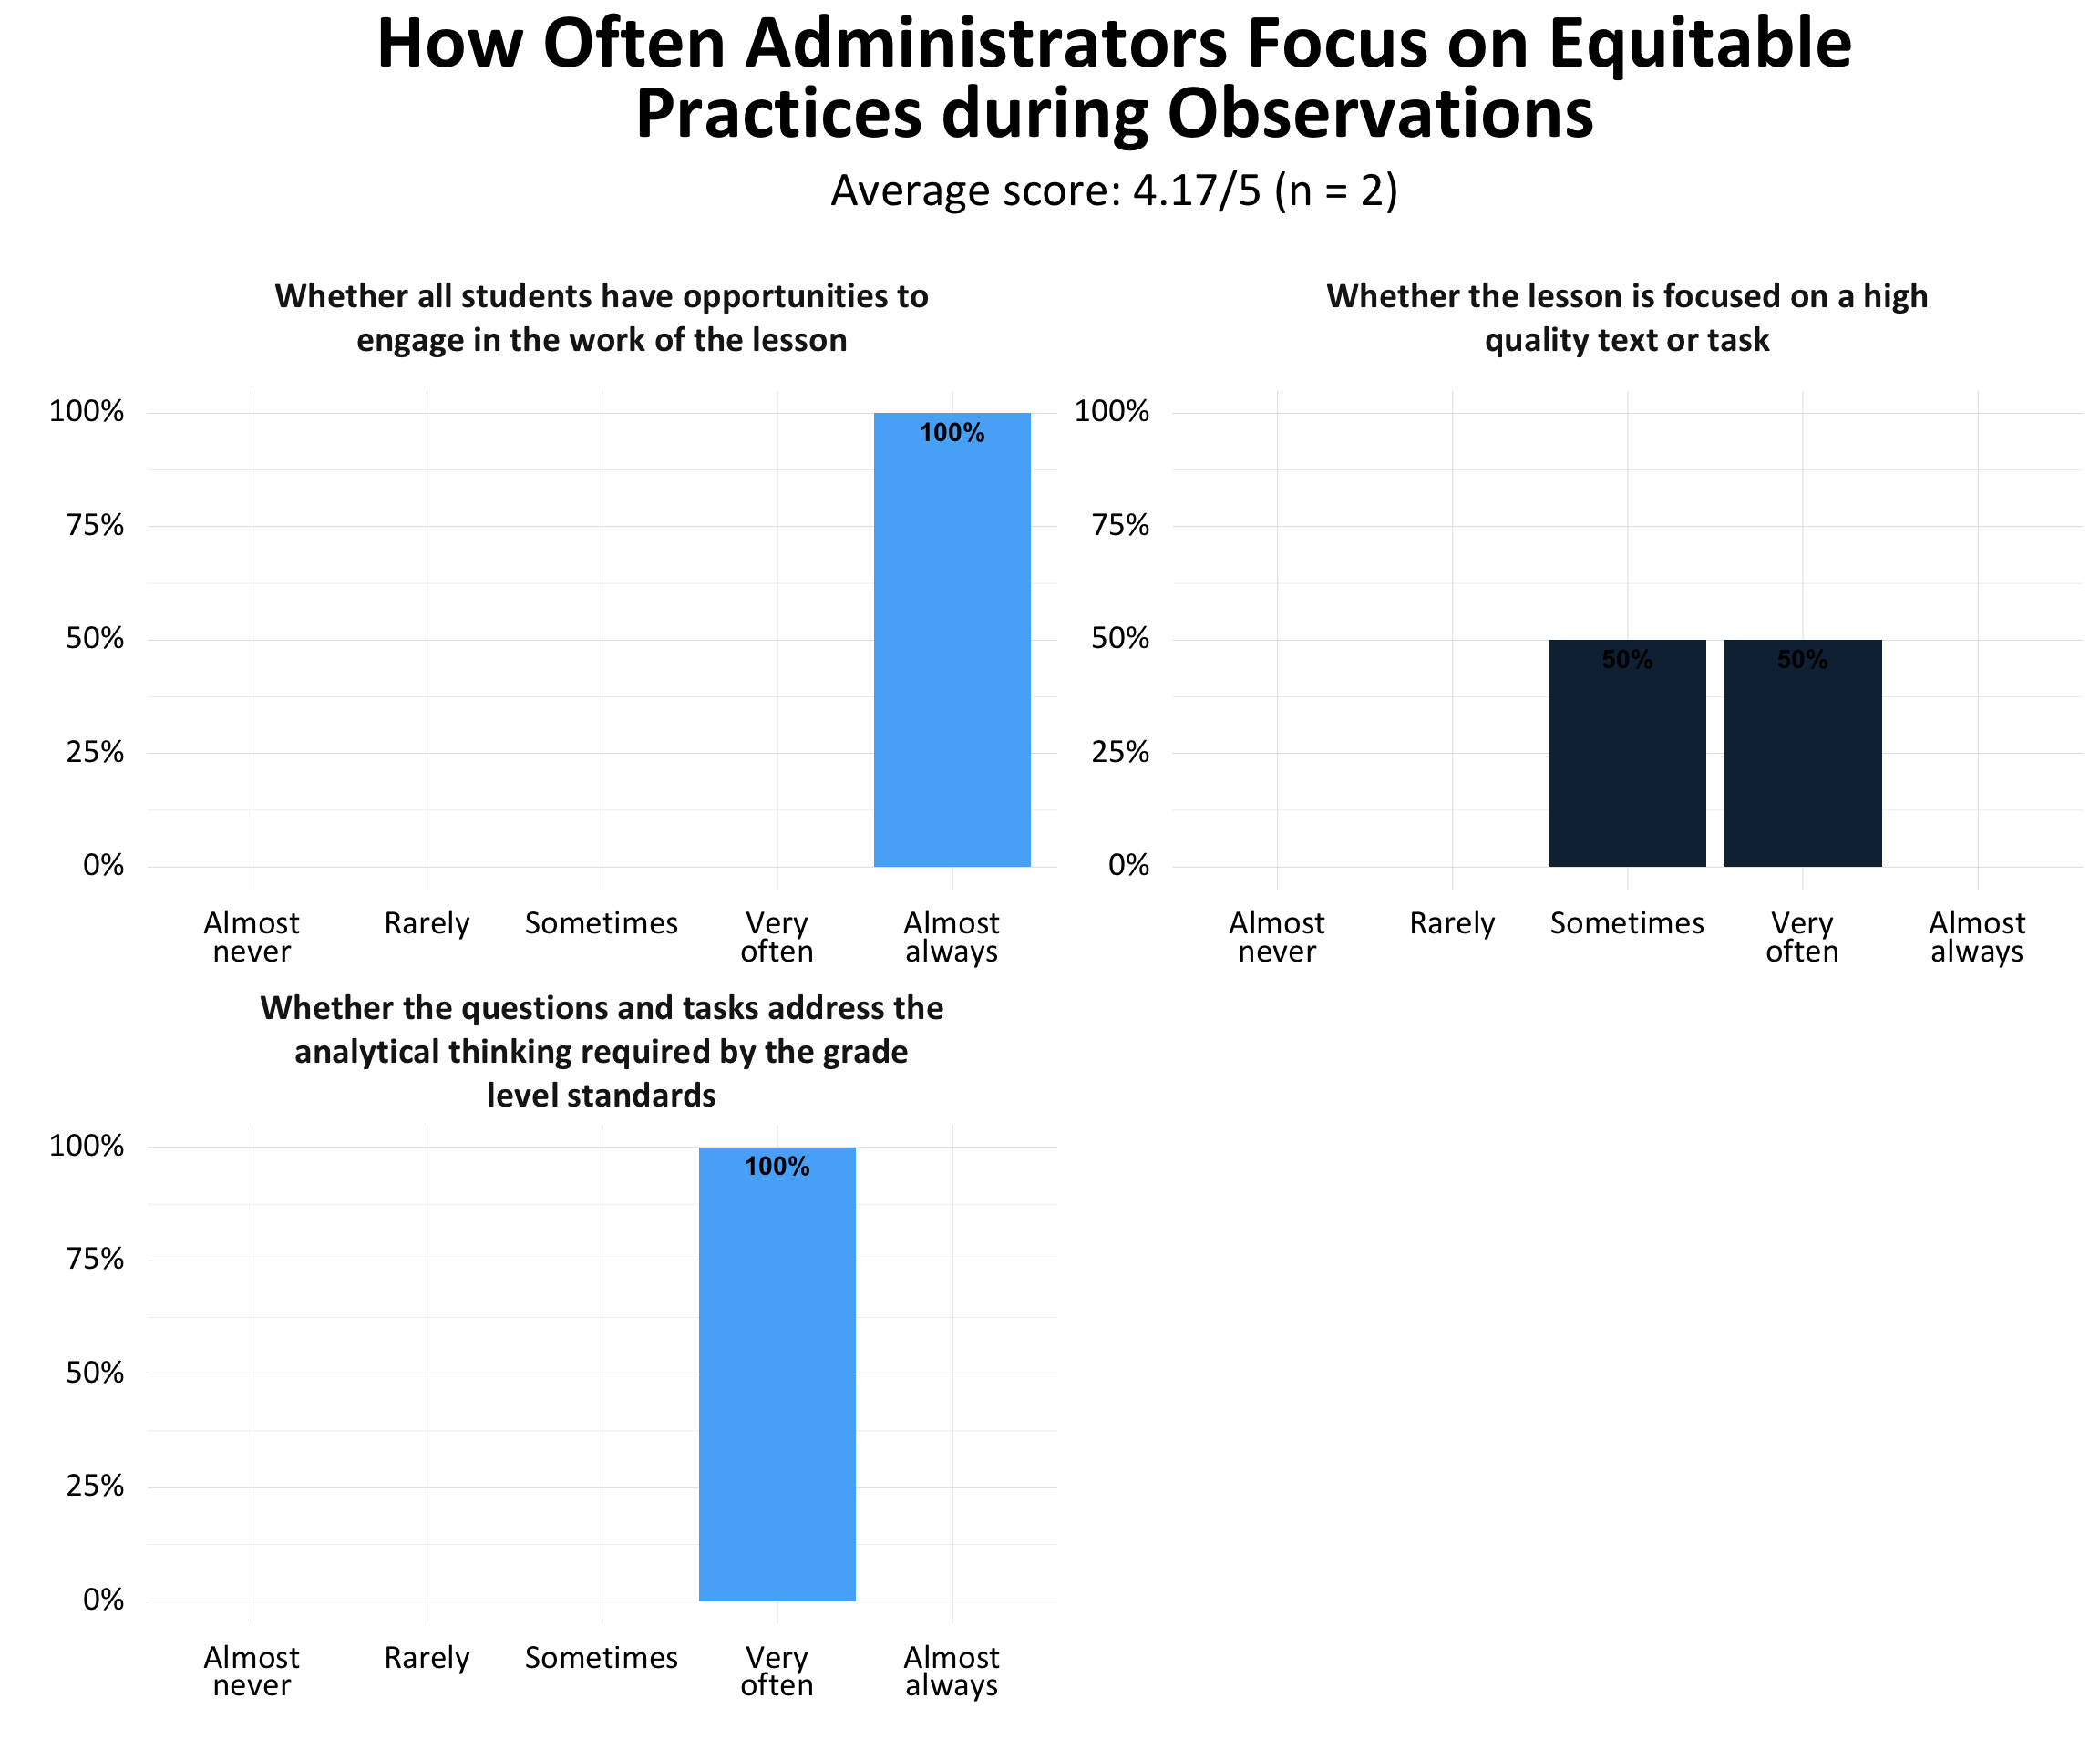 How Often Administrators Focus on Equitable
Practices during Observations
Average score: 4.17/5 (n = 2)
Whether all students have opportunities to
engage in the work of the lesson
100%
75%
50%
25%
0%
100%
Almost never
Rarely
Sometimes
Very often
Almost always
Whether the lesson is focused on a high
quality text or task
100%
75%
50%
25%
0%
50%
50%
Almost never
Rarely
Sometimes
Very often
Almost always
Whether the questions and tasks address the
analytical thinking required by the grade
level standards
100%
75%
50%
25%
0%
100%
Almost never
Rarely
Sometimes
Very often
Almost always